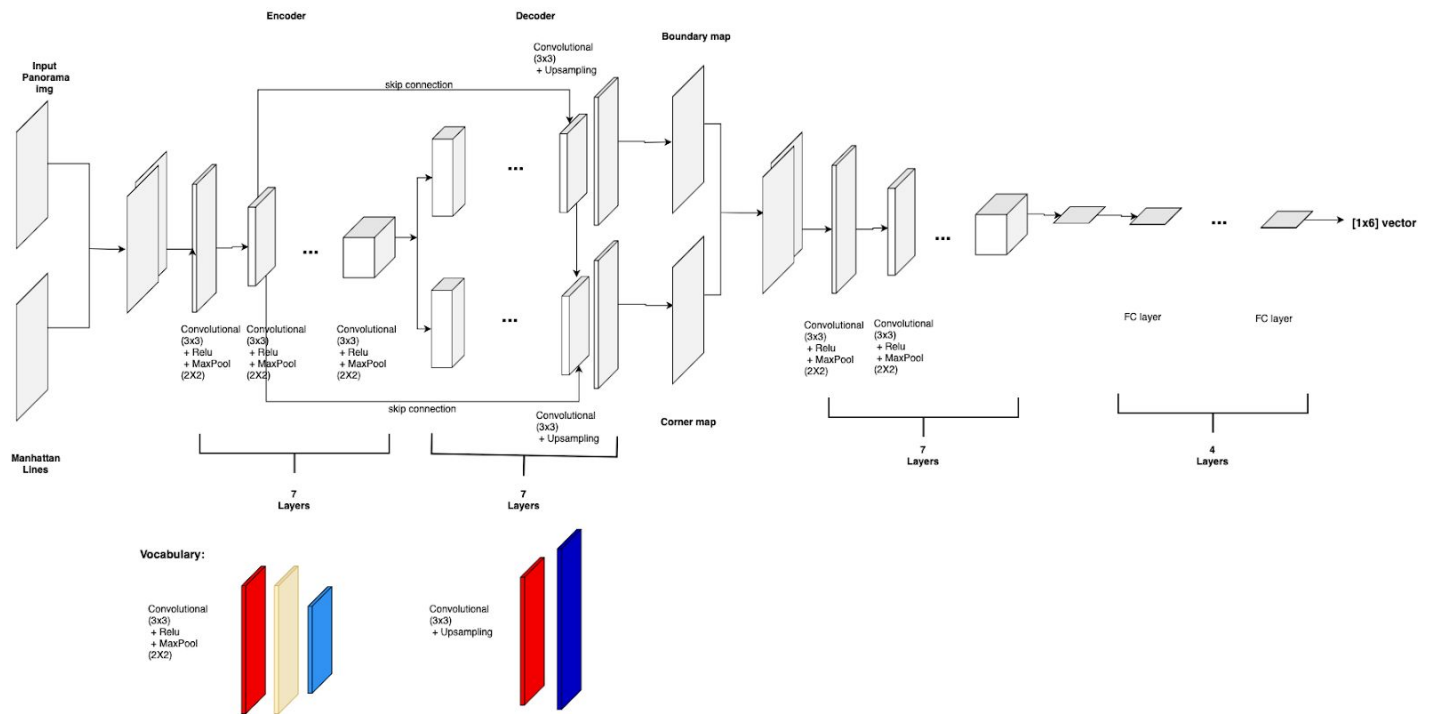 Encoder
Decoder
Boundary map
Convolutional
(3x3)
+ Upsampling
Input
Panorama
img
skip connection
...
...
...
...
...
[1x6] vector
Convolutional
(3x3)
+ Relu
+ MaxPool
(2X2)
Convolutional
(3x3)
+ Relu
+ MaxPool
(2X2)
Convolutional
(3x3)
+ Relu
+ MaxPool
(2X2)
skip connection
Convolutional
(3x3)
+ Upsampling
Corner map
Convolutional
(3x3)
+ Relu
+ MaxPool
(2X2)
Convolutional
(3x3)
+ Relu
+ MaxPool
(2X2)
FC layer
FC layer
Manhattan
Lines
7
Layers
7
Layers
7
Layers
4
Layers
Vocabulary:
Convolutional
(3x3)
+ Relu
+ MaxPool
(2X2)
Convolutional
(3x3)
+ Upsampling